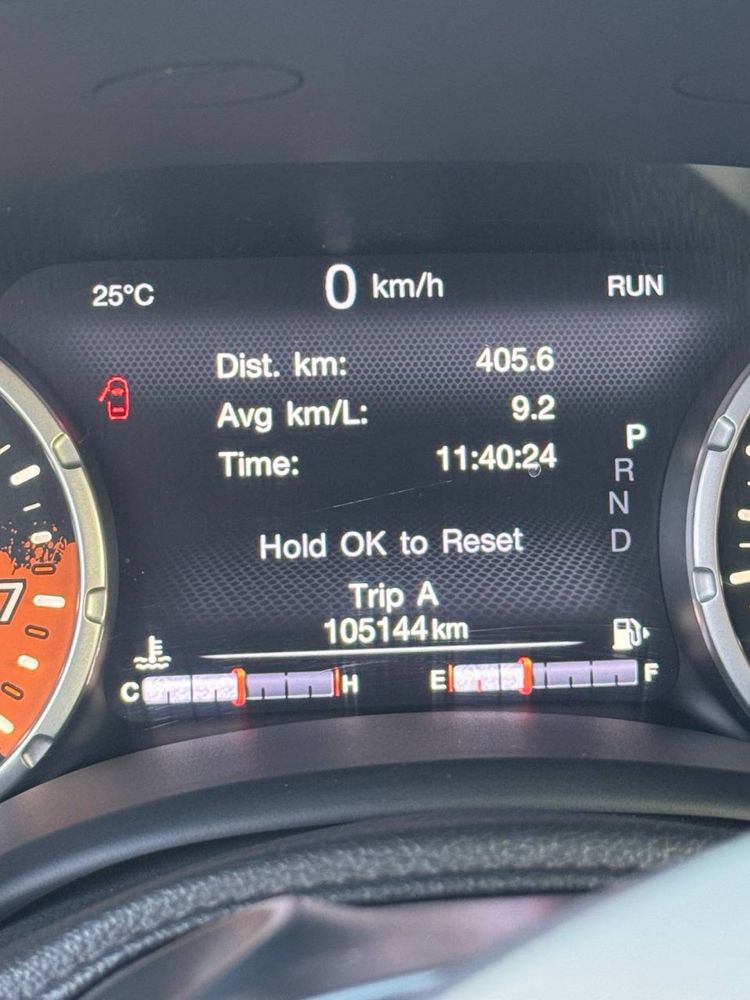 25°C 0 km/h RUN
Dist. km: 405.6
Avg km/L: 9.2
Time: 11:40:24
P
R
N
D
Hold OK to Reset
Trip A
105144 km
C H E F
7